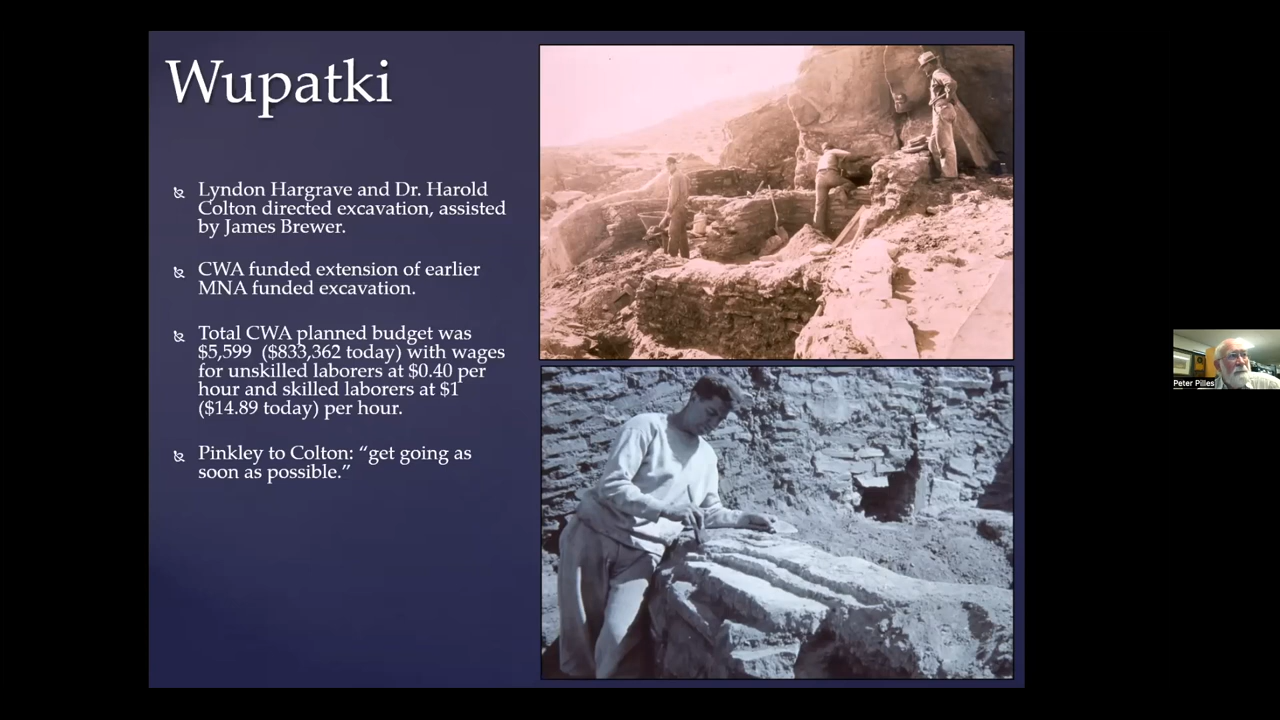 Wupatki
Lyndon Hargrave and Dr. Harold
Colton directed excavation, assisted
by James Brewer.
CWA funded extension of earlier
MNA funded excavation.
Total CWA planned budget was
$5,599 ($833,362 today) with wages
for unskilled laborers at $0.40 per
hour and skilled laborers at $1
($14.89 today) per hour.
Pinkley to Colton: “get going as
soon as possible.”
Peter Pilles